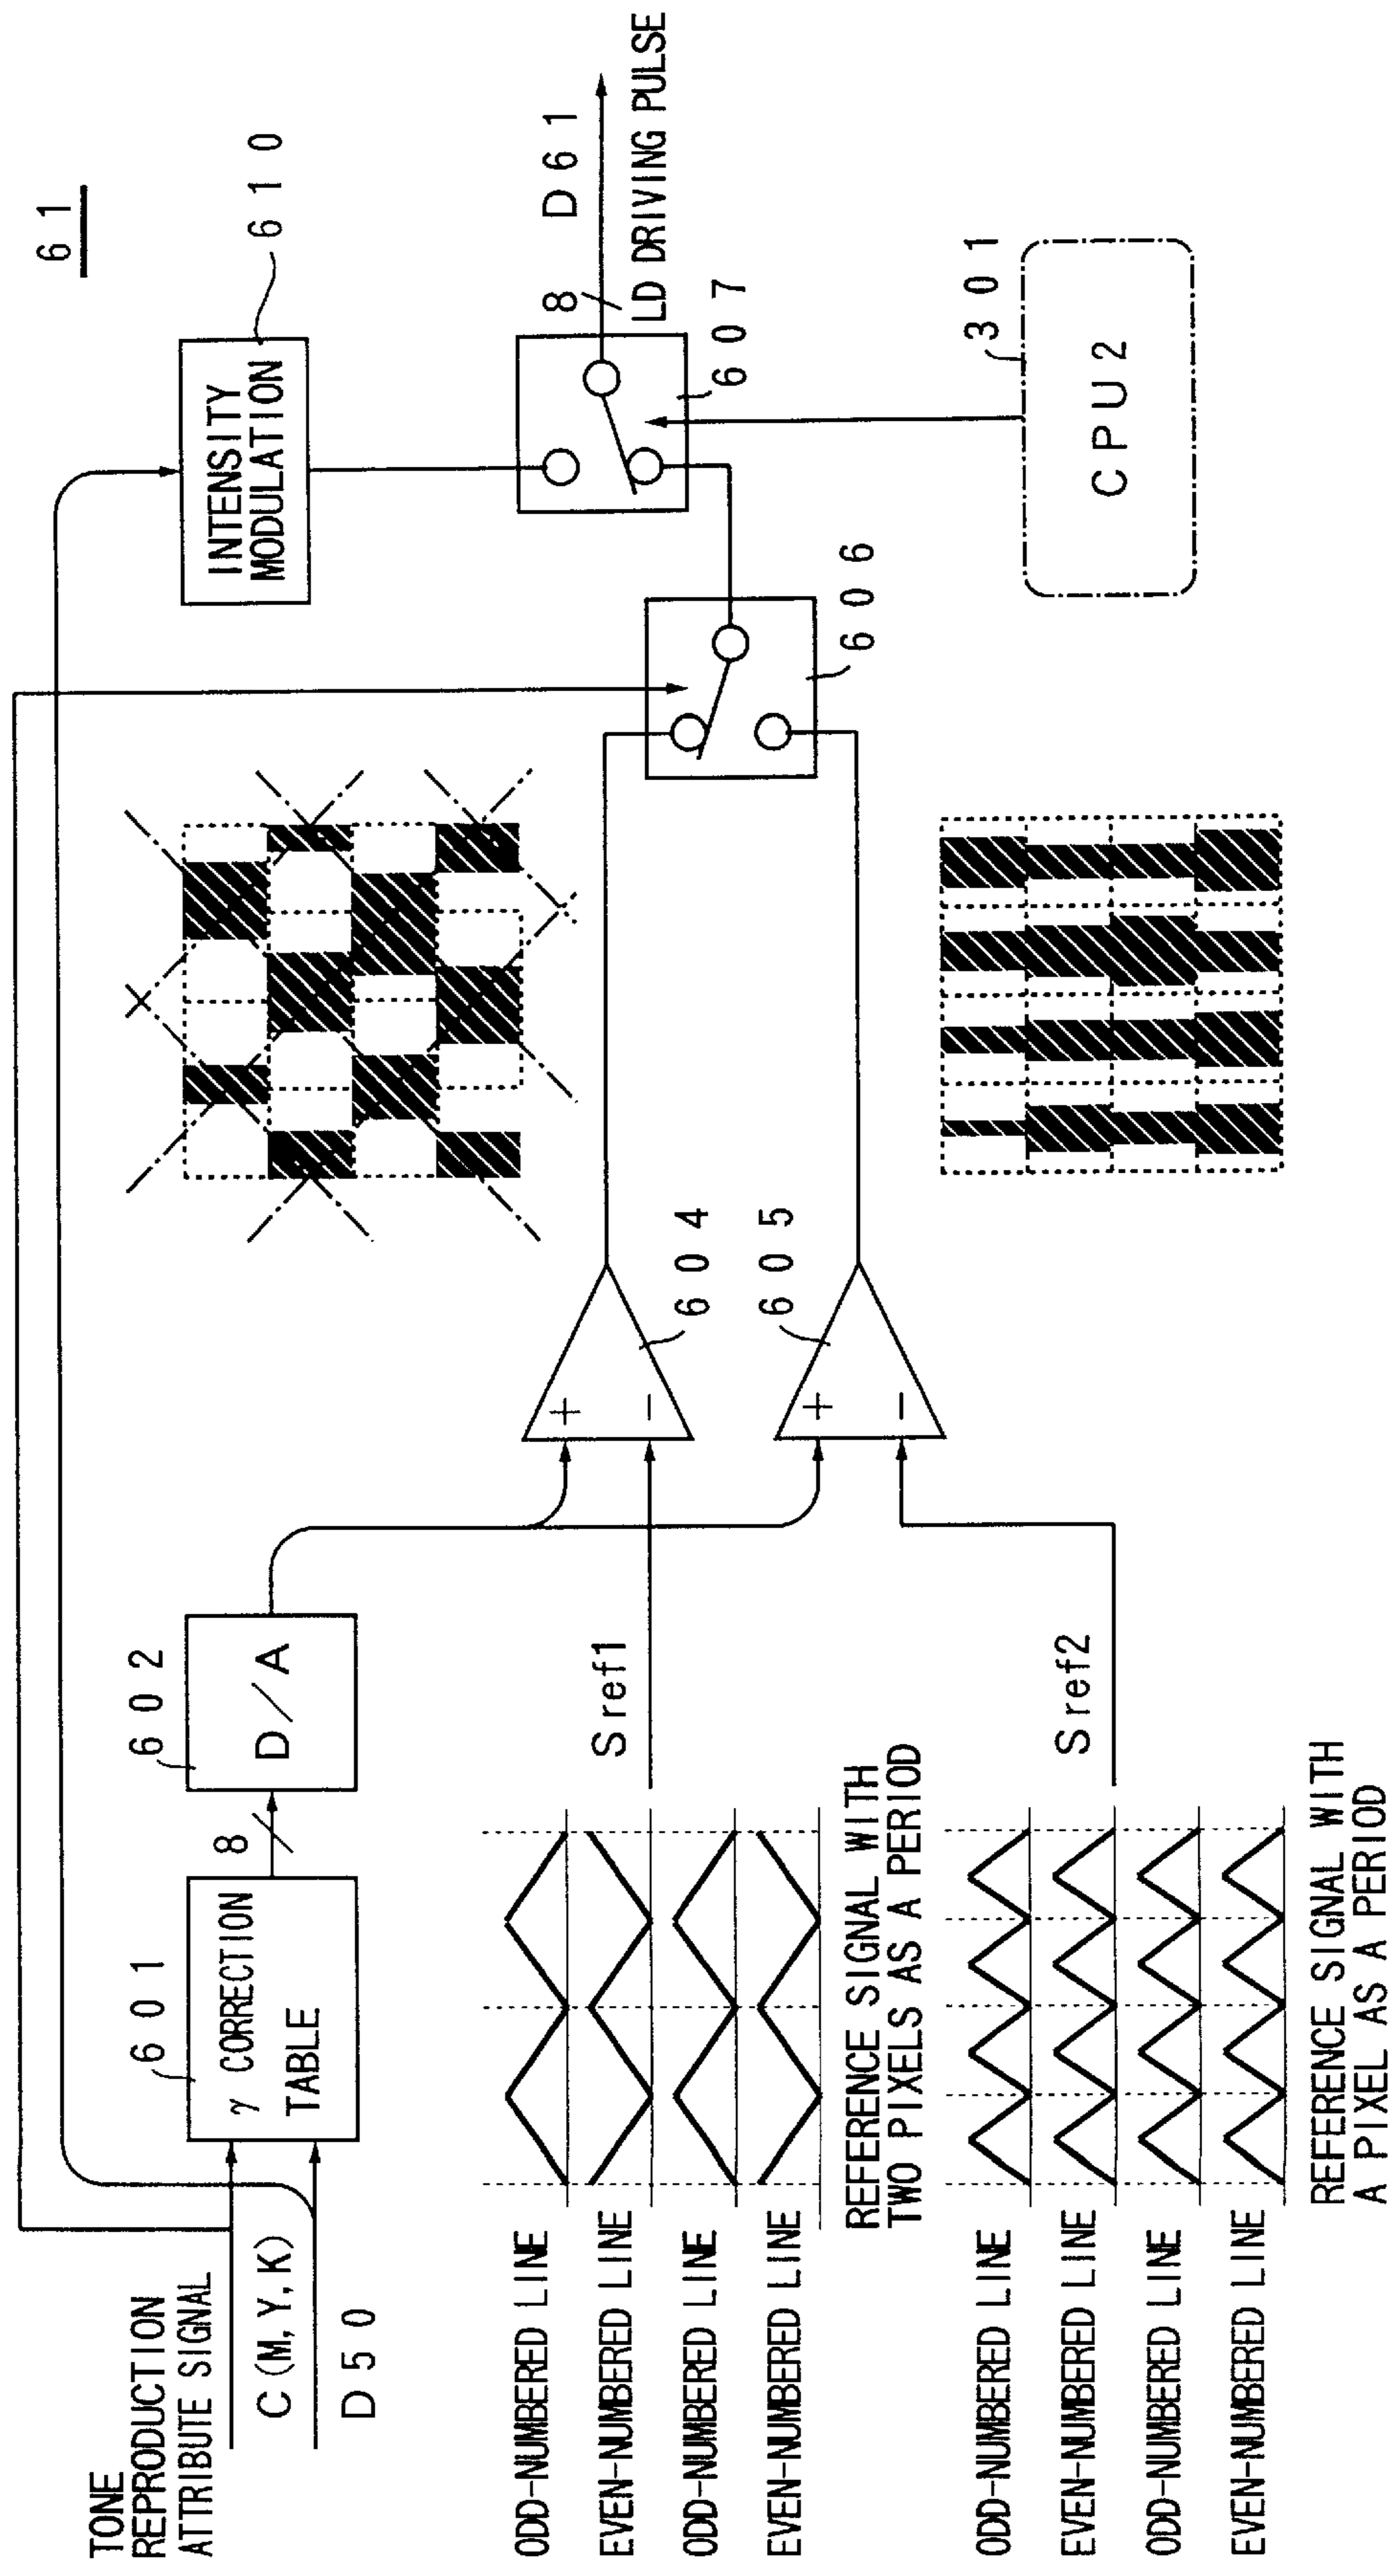 61
TONE
REPRODUCTION
ATTRIBUTE SIGNAL
C (M, Y, K)
D50
601
γ CORRECTION
TABLE
8
602
D/A
INTENSITY
MODULATION
610
ODD-NUMBERED LINE
EVEN-NUMBERED LINE
ODD-NUMBERED LINE
EVEN-NUMBERED LINE
Sref1
REFERENCE SIGNAL WITH
TWO PIXELS AS A PERIOD
+
−
604
605
+
−
606
607
8
D61
LD DRIVING PULSE
ODD-NUMBERED LINE
EVEN-NUMBERED LINE
ODD-NUMBERED LINE
EVEN-NUMBERED LINE
Sref2
REFERENCE SIGNAL WITH
A PIXEL AS A PERIOD
301
CPU2